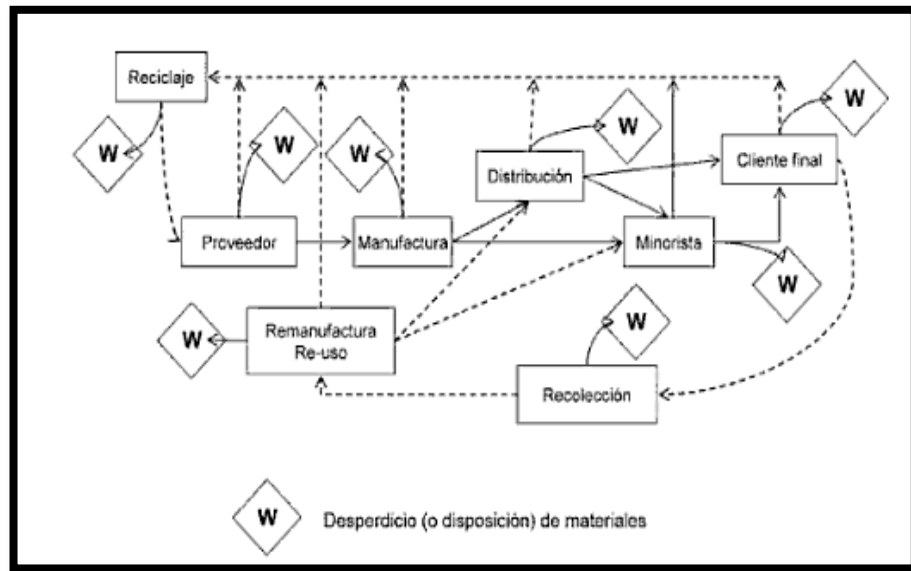 Reciclaje
W
W
W
W
W
Distribución
Cliente final
Proveedor
Manufactura
Minorista
W
W
W
Remanufactura
Re-uso
Recolección
W
Desperdicio (o disposición) de materiales